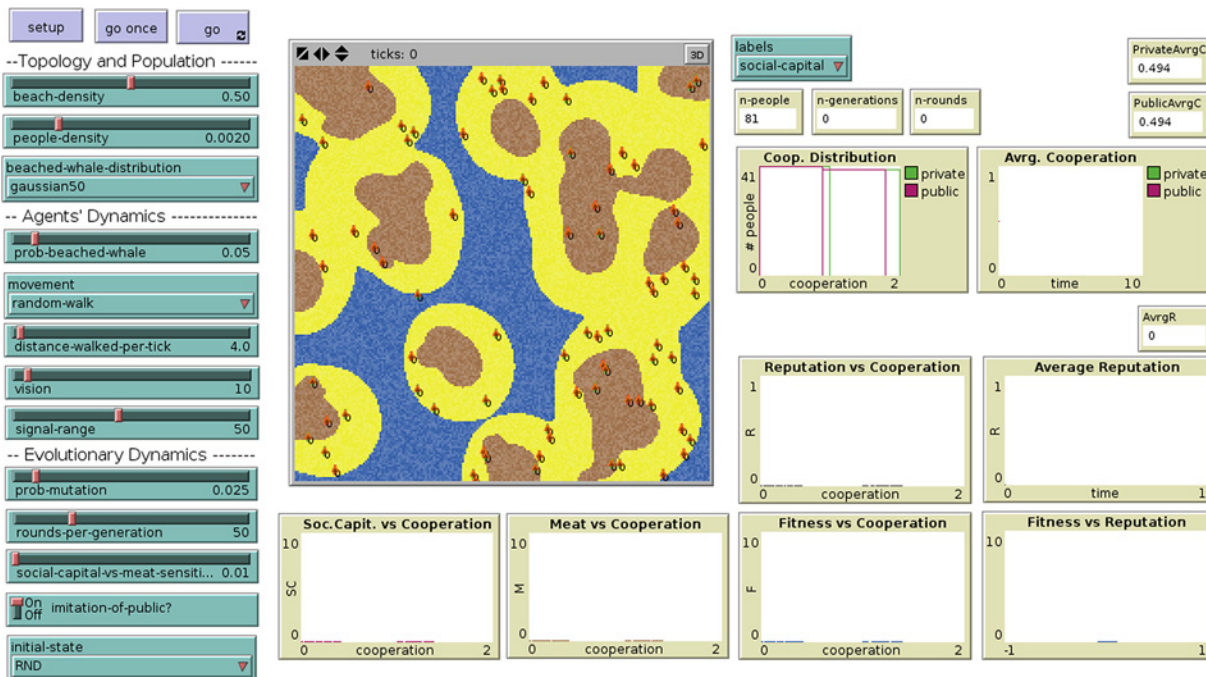 setup
go once
go
--Topology and Population ------
beach-density 0.50
people-density 0.0020
beached-whale-distribution
gaussian50
-- Agents' Dynamics -------------
prob-beached-whale 0.05
movement
random-walk
distance-walked-per-tick 4.0
vision 10
signal-range 50
-- Evolutionary Dynamics -------
prob-mutation 0.025
rounds-per-generation 50
social-capital-vs-meat-sensiti... 0.01
On
Off
imitation-of-public?
initial-state
RND
ticks: 0
3D
labels
social-capital
n-people
81
n-generations
0
n-rounds
0
PrivateAvrgC
0.494
PublicAvrgC
0.494
Coop. Distribution
41
# people
0
0 cooperation 2
private
public
Avrg. Cooperation
1
0
0 time 10
private
public
AvrgR
0
Reputation vs Cooperation
1
R
0
0 cooperation 2
Average Reputation
1
R
0
0 time 1
Soc.Capit. vs Cooperation
10
SC
0
0 cooperation 2
Meat vs Cooperation
10
M
0
0 cooperation 2
Fitness vs Cooperation
10
F
0
0 cooperation 2
Fitness vs Reputation
10
0
-1 1